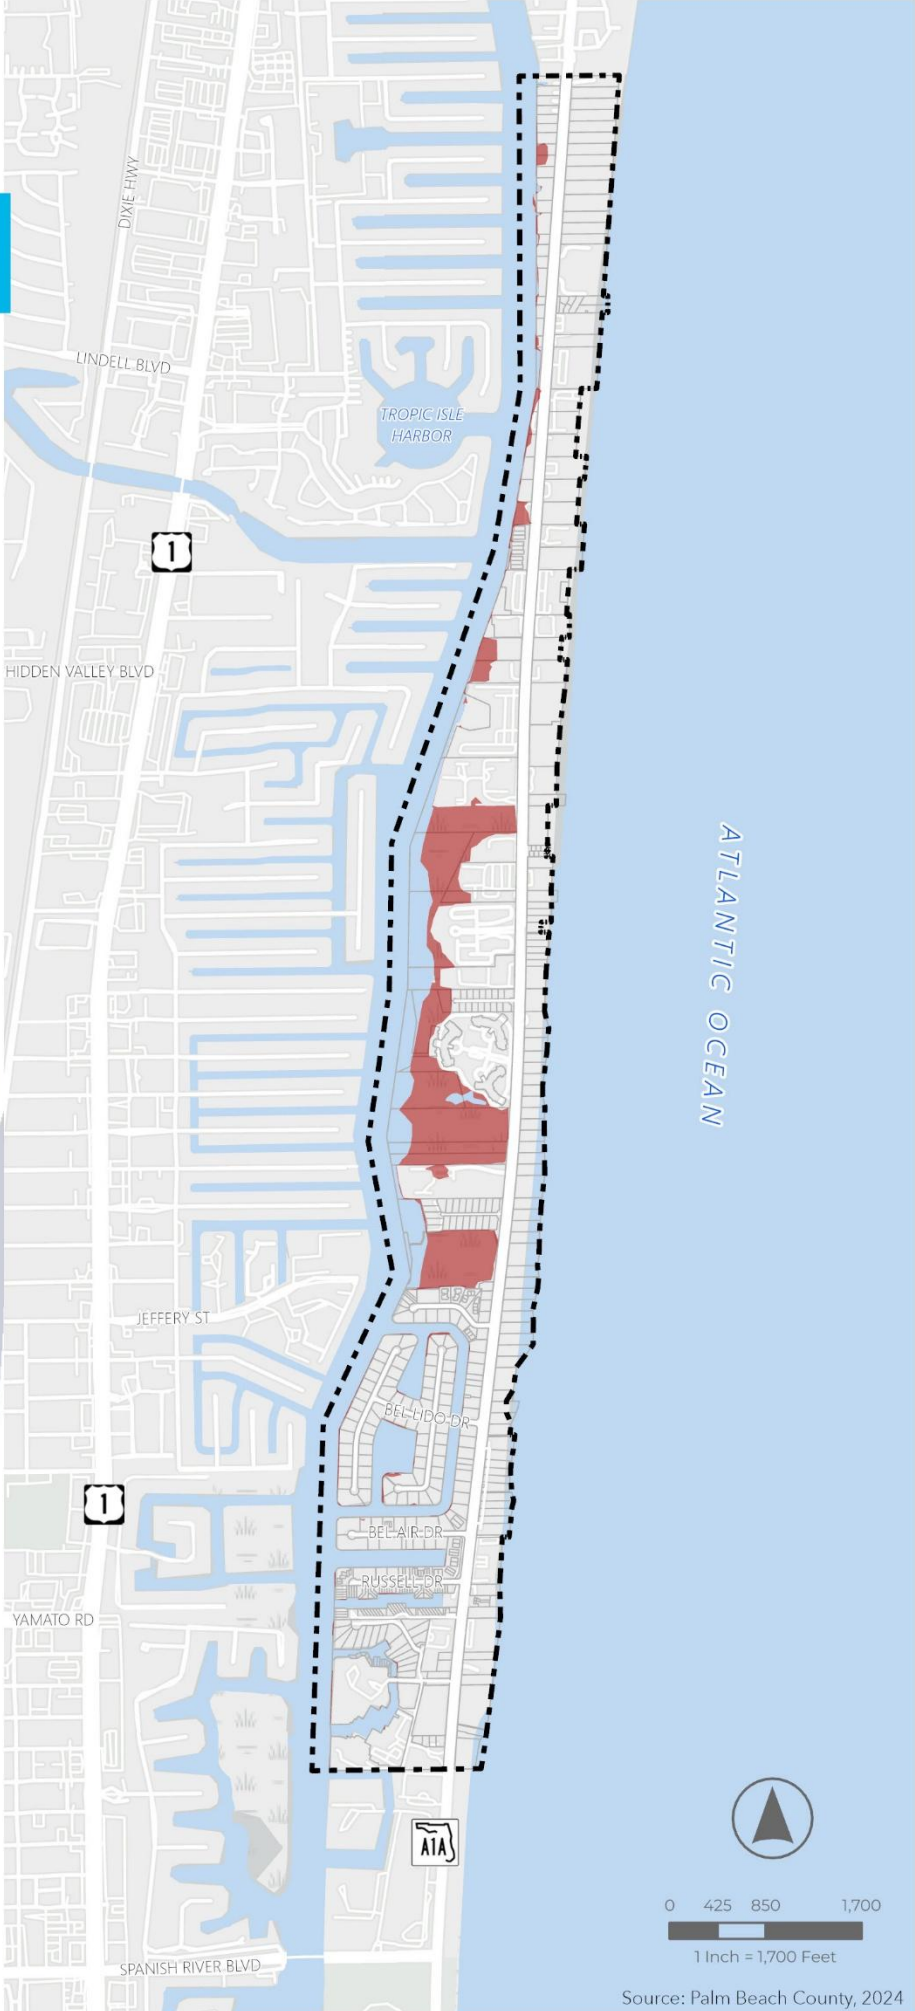 DIXIE HWY
LINDELL BLVD
TROPIC ISLE
HARBOR
1
HIDDEN VALLEY BLVD
ATLANTIC OCEAN
JEFFERY ST
BEL LIDO DR
1
BEL AIR DR
RUSSELL DR
YAMATO RD
A1A
0 425 850 1,700
1 Inch = 1,700 Feet
SPANISH RIVER BLVD
Source: Palm Beach County, 2024